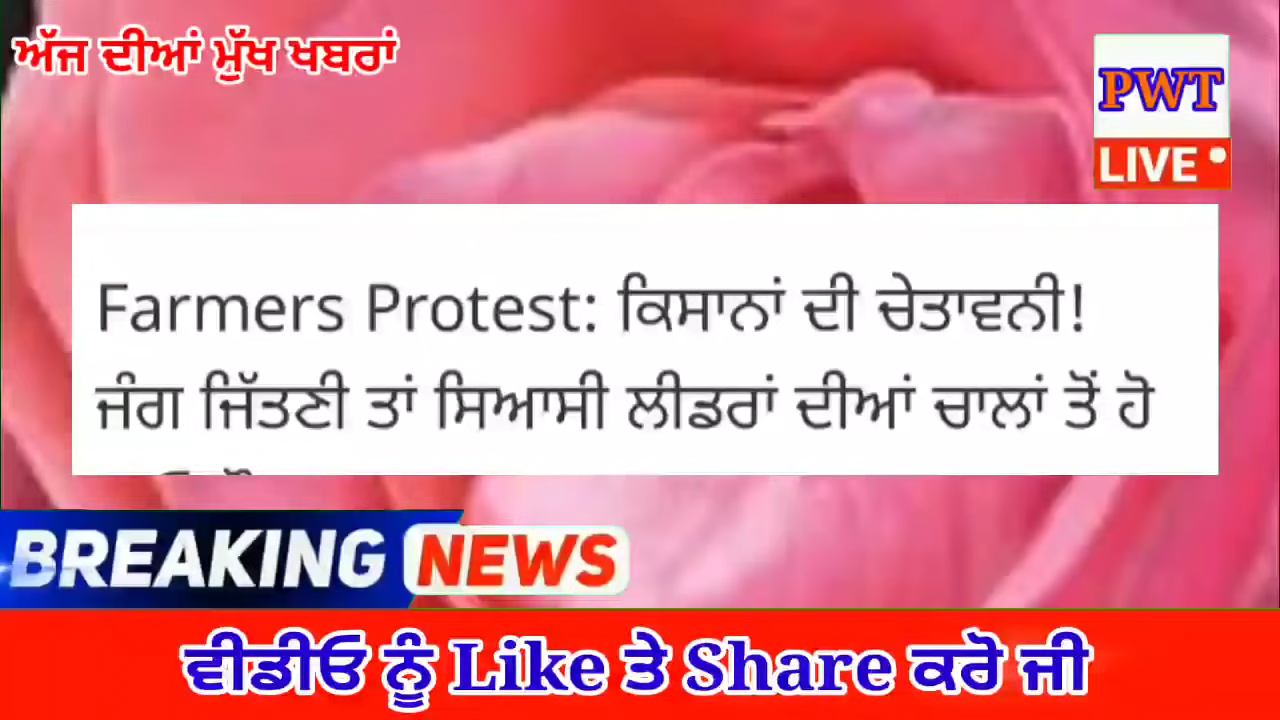 ਅੱਜ ਦੀਆਂ ਮੁੱਖ ਖਬਰਾਂ
PWT
LIVE
Farmers Protest: ਕਿਸਾਨਾਂ ਦੀ ਚੇਤਾਵਨੀ!
ਜੰਗ ਜਿੱਤਣੀ ਤਾਂ ਸਿਆਸੀ ਲੀਡਰਾਂ ਦੀਆਂ ਚਾਲਾਂ ਤੋਂ ਹੋ
BREAKING NEWS
ਵੀਡੀਓ ਨੂੰ Like ਤੇ Share ਕਰੋ ਜੀ